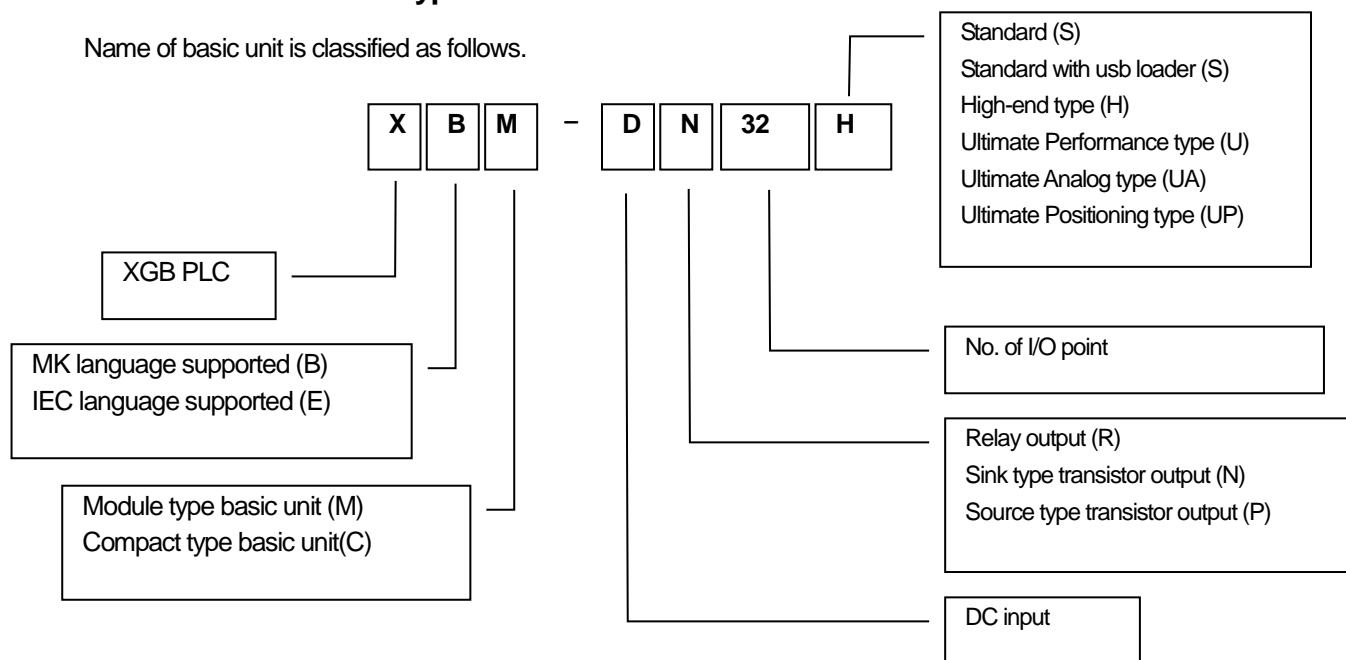 Name of basic unit is classified as follows.
X B M – D N 32 H
Standard (S)
Standard with usb loader (S)
High-end type (H)
Ultimate Performance type (U)
Ultimate Analog type (UA)
Ultimate Positioning type (UP)
XGB PLC
MK language supported (B)
IEC language supported (E)
Module type basic unit (M)
Compact type basic unit(C)
No. of I/O point
Relay output (R)
Sink type transistor output (N)
Source type transistor output (P)
DC input